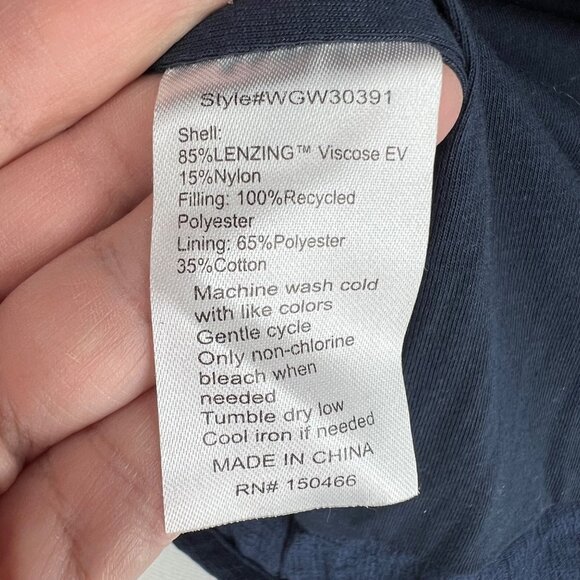 Style#WGW30391
Shell:
85%LENZING™ Viscose EV
15%Nylon
Filling: 100%Recycled
Polyester
Lining: 65%Polyester
35%Cotton
Machine wash cold
with like colors
Gentle cycle
Only non-chlorine
bleach when
needed
Tumble dry low
Cool iron if needed
MADE IN CHINA
RN# 150466